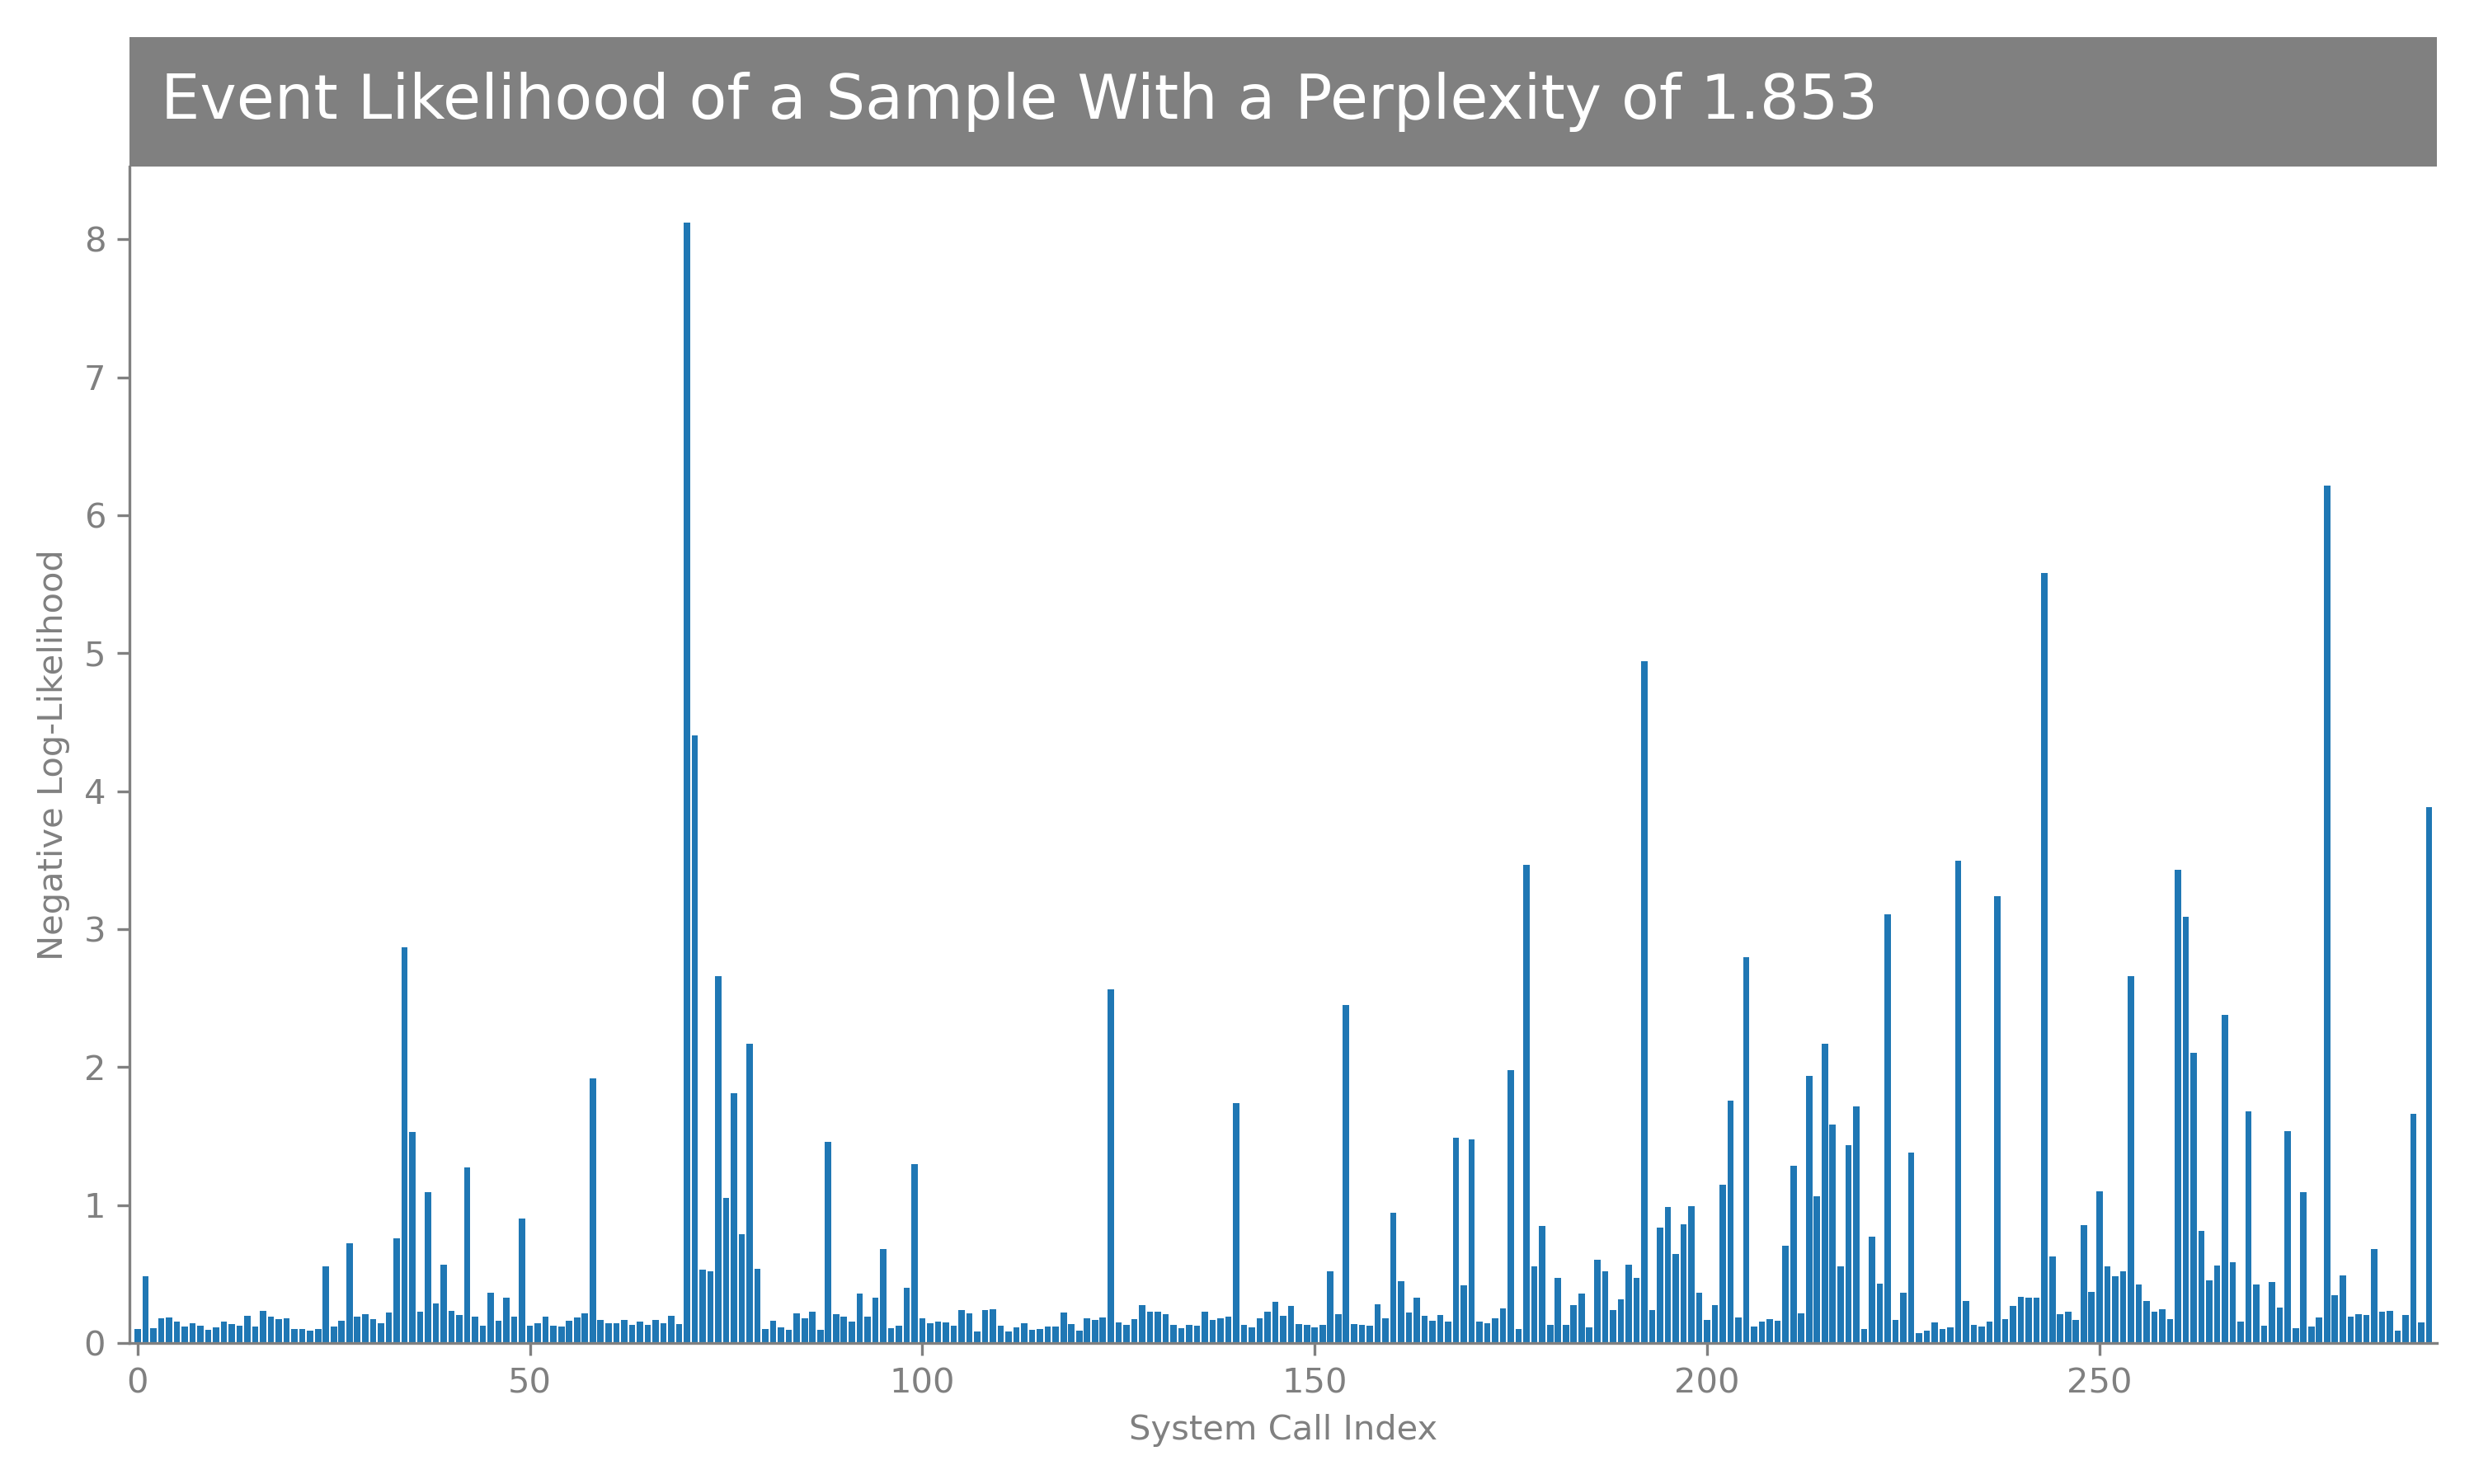 Event Likelihood of a Sample With a Perplexity of 1.853
8
7
6
5
4
3
2
1
0
Negative Log-Likelihood
0 50 100 150 200 250
System Call Index